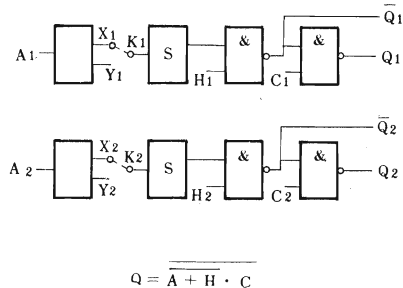 Q̅1
X1
K1
S
&
&
A1
Y1
H1
C1
Q1
Q̅2
X2
K2
S
&
&
A2
Y2
H2
C2
Q2
Q = A + H · C